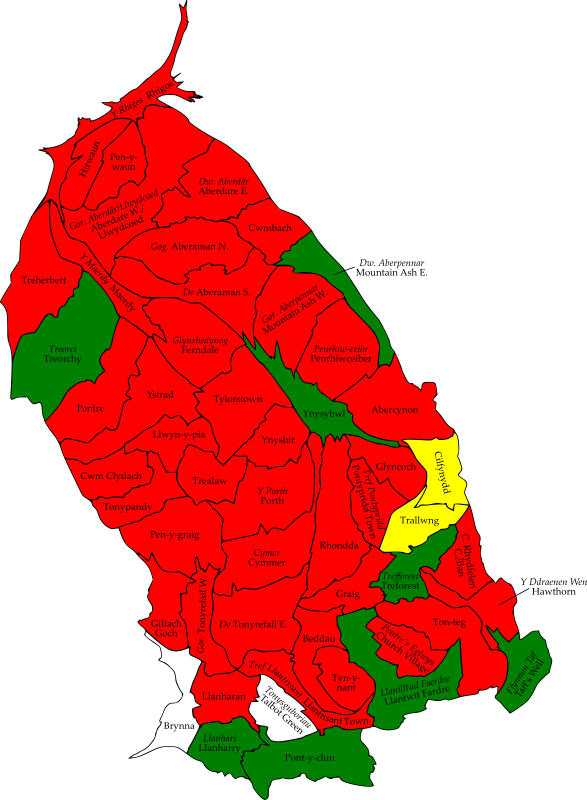 Y Rhigos Rhigos
Hirwaun
Pen-y-
waun
Dw. Aberdâr
Aberdare E.
Gor. Aberdâr/Llwydcoed
Aberdare W./
Llwydcoed
Cwmbach
Gog. Aberaman N.
Dw. Aberpennar
Mountain Ash E.
Treherbert
Y Maerdy Maerdy
De Aberaman S.
Gor. Aberpennar
Mountain Ash W.
Treorci
Treorchy
Glynrhedynog
Ferndale
Penrhiw-ceibr
Penrhiwceiber
Pentre
Ystrad
Tylorstown
Ynysybwl
Abercynon
Llwyn-y-pia
Ynyshir
Cwm Clydach
Trealaw
Glyncoch
Cilfynydd
Tref Pontypridd
Pontypridd Town
Y Porth
Porth
Tonypandy
Trallwng
Pen-y-graig
Rhondda
Cymer
Cymmer
C. Rhydfelen
Callan
Trefforest
Treforest
Y Ddraenen Wen
Hawthorn
Graig
Gilfach
Goch
Gor. Tonyrefail W.
De Tonyrefail E.
Beddau
Ton-teg
Pentre'r Eglwys
Church Village
Ffynnon Taf
Taff's Well
Tref Llantrisant Llantrisant Town
Tyn-y-
nant
Llanilltud Faerdre
Llantwit Fardre
Llanharan
Tonysguboriau
Talbot Green
Brynna
Llanhari
Llanharry
Pont-y-clun